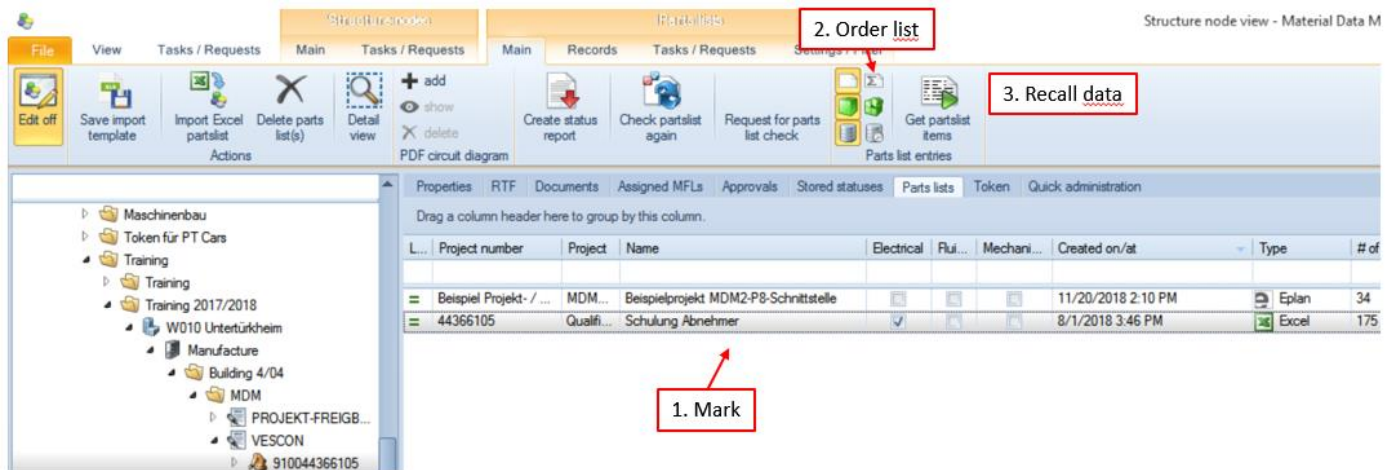 Structurenodes
Parts lists
Structure node view - Material Data M
2. Order list
File View Tasks / Requests Main Tasks / Requests Main Records Tasks / Requests Settings / Filter
3. Recall data
Edit off
Save import template
Import Excel partslist
Delete parts list(s)
Detail view
add
show
delete
Create status report
Check partslist again
Request for parts list check
Get partslist items
Actions
PDF circuit diagram
Parts list entries
Properties RTF Documents Assigned MFLs Approvals Stored statuses Parts lists Token Quick administration
Drag a column header here to group by this column.
L... Project number Project Name Electrical Flui... Mechani... Created on/at Type # of
Beispiel Projekt- / ... MDM... Beispielprojekt MDM2-P8-Schnittstelle 11/20/2018 2:10 PM Eplan 34
44366105 Qualifi... Schulung Abnehmer 8/1/2018 3:46 PM Excel 175
1. Mark
Maschinenbau
Token für PT Cars
Training
Training
Training 2017/2018
W010 Untertürkheim
Manufacture
Building 4/04
MDM
PROJEKT-FREIGB...
VESCON
910044366105